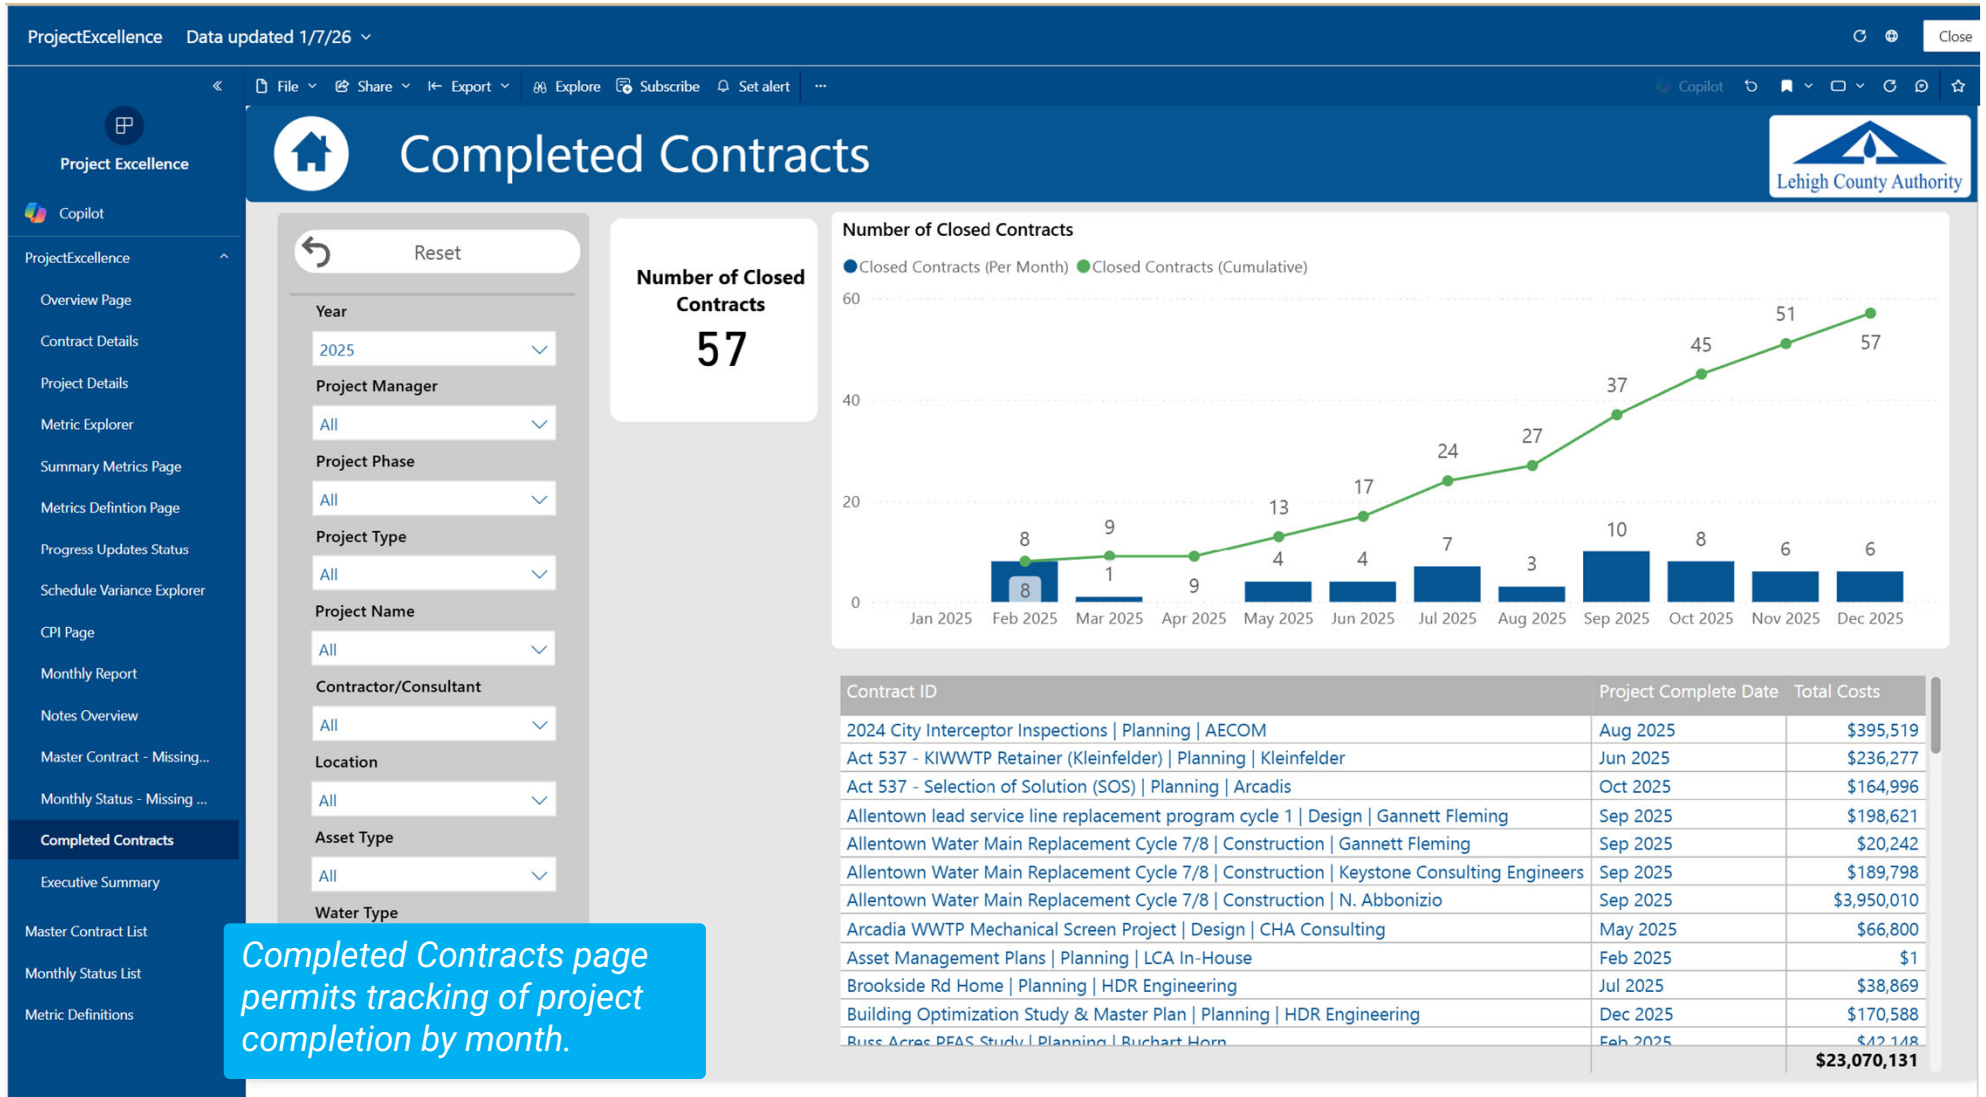 ProjectExcellence Data updated 1/7/26
Close
File Share Export Explore Subscribe Set alert ...
Copilot
Project Excellence
Copilot
ProjectExcellence
Overview Page
Contract Details
Project Details
Metric Explorer
Summary Metrics Page
Metrics Defintion Page
Progress Updates Status
Schedule Variance Explorer
CPI Page
Monthly Report
Notes Overview
Master Contract - Missing...
Monthly Status - Missing ...
Completed Contracts
Executive Summary
Master Contract List
Monthly Status List
Metric Definitions
Completed Contracts
Lehigh County Authority
Reset
Year
2025
Project Manager
All
Project Phase
All
Project Type
All
Project Name
All
Contractor/Consultant
All
Location
All
Asset Type
All
Water Type
Completed Contracts page
permits tracking of project
completion by month.
Number of Closed
Contracts
57
Number of Closed Contracts
Closed Contracts (Per Month) Closed Contracts (Cumulative)
60
40
20
0
8 9 9 13 17 24 27 37 45 51 57
8 1 4 4 7 3 10 8 6 6
Jan 2025 Feb 2025 Mar 2025 Apr 2025 May 2025 Jun 2025 Jul 2025 Aug 2025 Sep 2025 Oct 2025 Nov 2025 Dec 2025
Contract ID Project Complete Date Total Costs
2024 City Interceptor Inspections | Planning | AECOM Aug 2025 $395,519
Act 537 - KIWWTP Retainer (Kleinfelder) | Planning | Kleinfelder Jun 2025 $236,277
Act 537 - Selection of Solution (SOS) | Planning | Arcadis Oct 2025 $164,996
Allentown lead service line replacement program cycle 1 | Design | Gannett Fleming Sep 2025 $198,621
Allentown Water Main Replacement Cycle 7/8 | Construction | Gannett Fleming Sep 2025 $20,242
Allentown Water Main Replacement Cycle 7/8 | Construction | Keystone Consulting Engineers Sep 2025 $189,798
Allentown Water Main Replacement Cycle 7/8 | Construction | N. Abbonizio Sep 2025 $3,950,010
Arcadia WWTP Mechanical Screen Project | Design | CHA Consulting May 2025 $66,800
Asset Management Plans | Planning | LCA In-House Feb 2025 $1
Brookside Rd Home | Planning | HDR Engineering Jul 2025 $38,869
Building Optimization Study & Master Plan | Planning | HDR Engineering Dec 2025 $170,588
Buss Acres PFAS Study | Planning | Buchart Horn Feb 2025 $42,148
$23,070,131